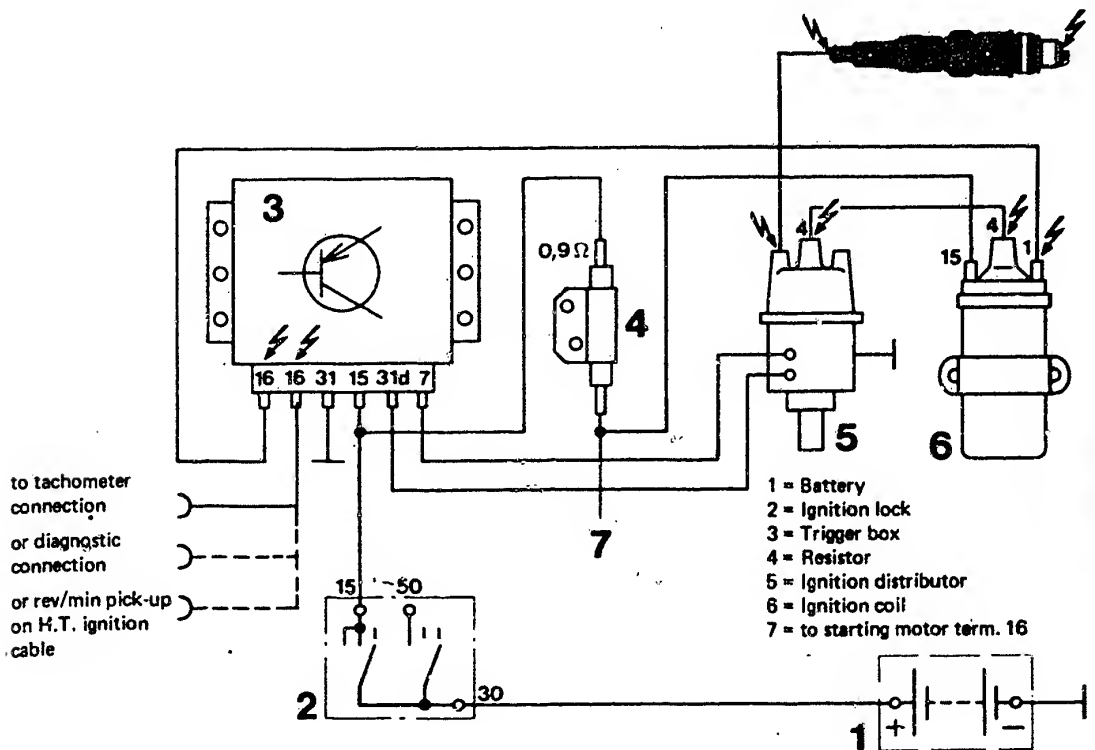 3
0,9 Ω
4
4
15
4
1
16 16 31 15 31d 7
5
6
to tachometer
connection
or diagnostic
connection
or rev/min pick-up
on H.T. ignition
cable
7
1 = Battery
2 = Ignition lock
3 = Trigger box
4 = Resistor
5 = Ignition distributor
6 = Ignition coil
7 = to starting motor term. 16
15 50
2
30
1
+ −